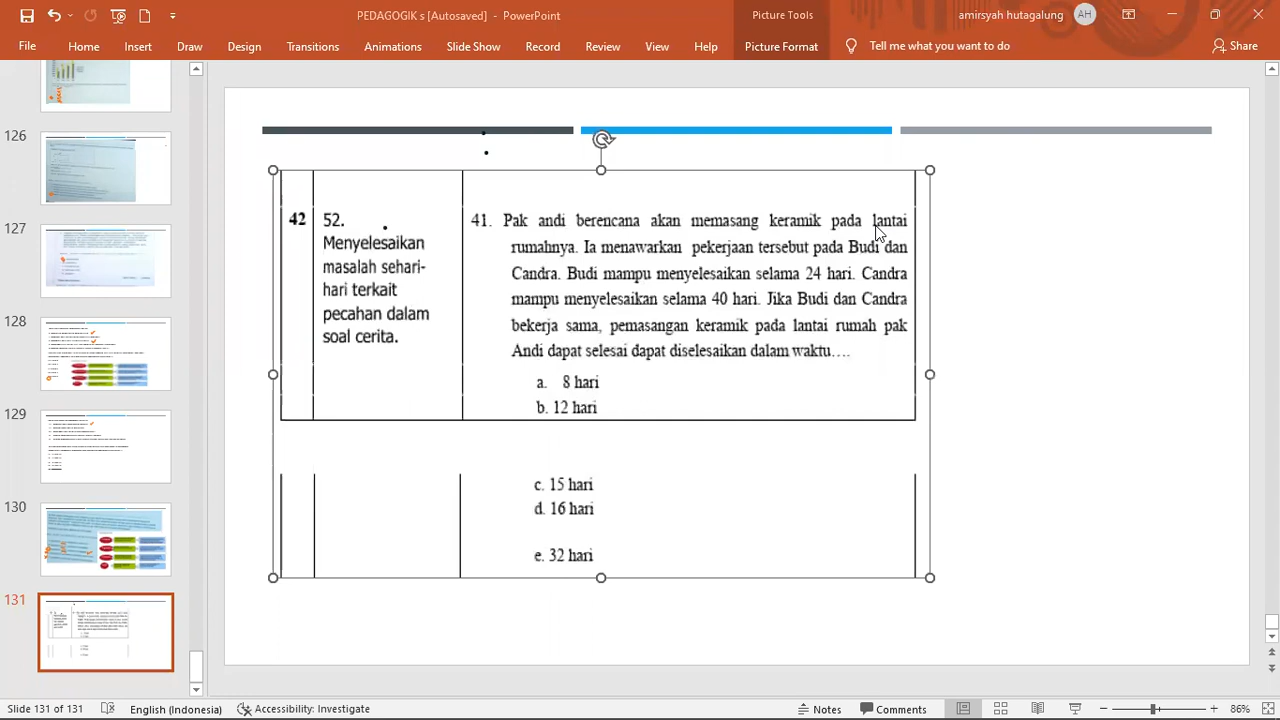 PEDAGOGIK s [Autosaved] - PowerPoint
Picture Tools
amirsyah hutagalung
AH
File
Home
Insert
Draw
Design
Transitions
Animations
Slide Show
Record
Review
View
Help
Picture Format
Tell me what you want to do
Share
126
127
128
129
130
131
42
52.
Menyelesaikan
masalah sehari-
hari terkait
pecahan dalam
soal cerita.
41. Pak andi berencana akan memasang keramik pada lantai
rumahnya. Ia menawarkan pekerjaan tersebut pada Budi dan
Candra. Budi mampu menyelesaikan selama 24 hari. Candra
mampu menyelesaikan selama 40 hari. Jika Budi dan Candra
bekerja sama, pemasangan keramik pada lantai rumah pak
Andi dapat selesai dapat diselesaikan dalam waktu….
a. 8 hari
b. 12 hari
c. 15 hari
d. 16 hari
e. 32 hari
Slide 131 of 131
English (Indonesia)
Accessibility: Investigate
Notes
Comments
86%